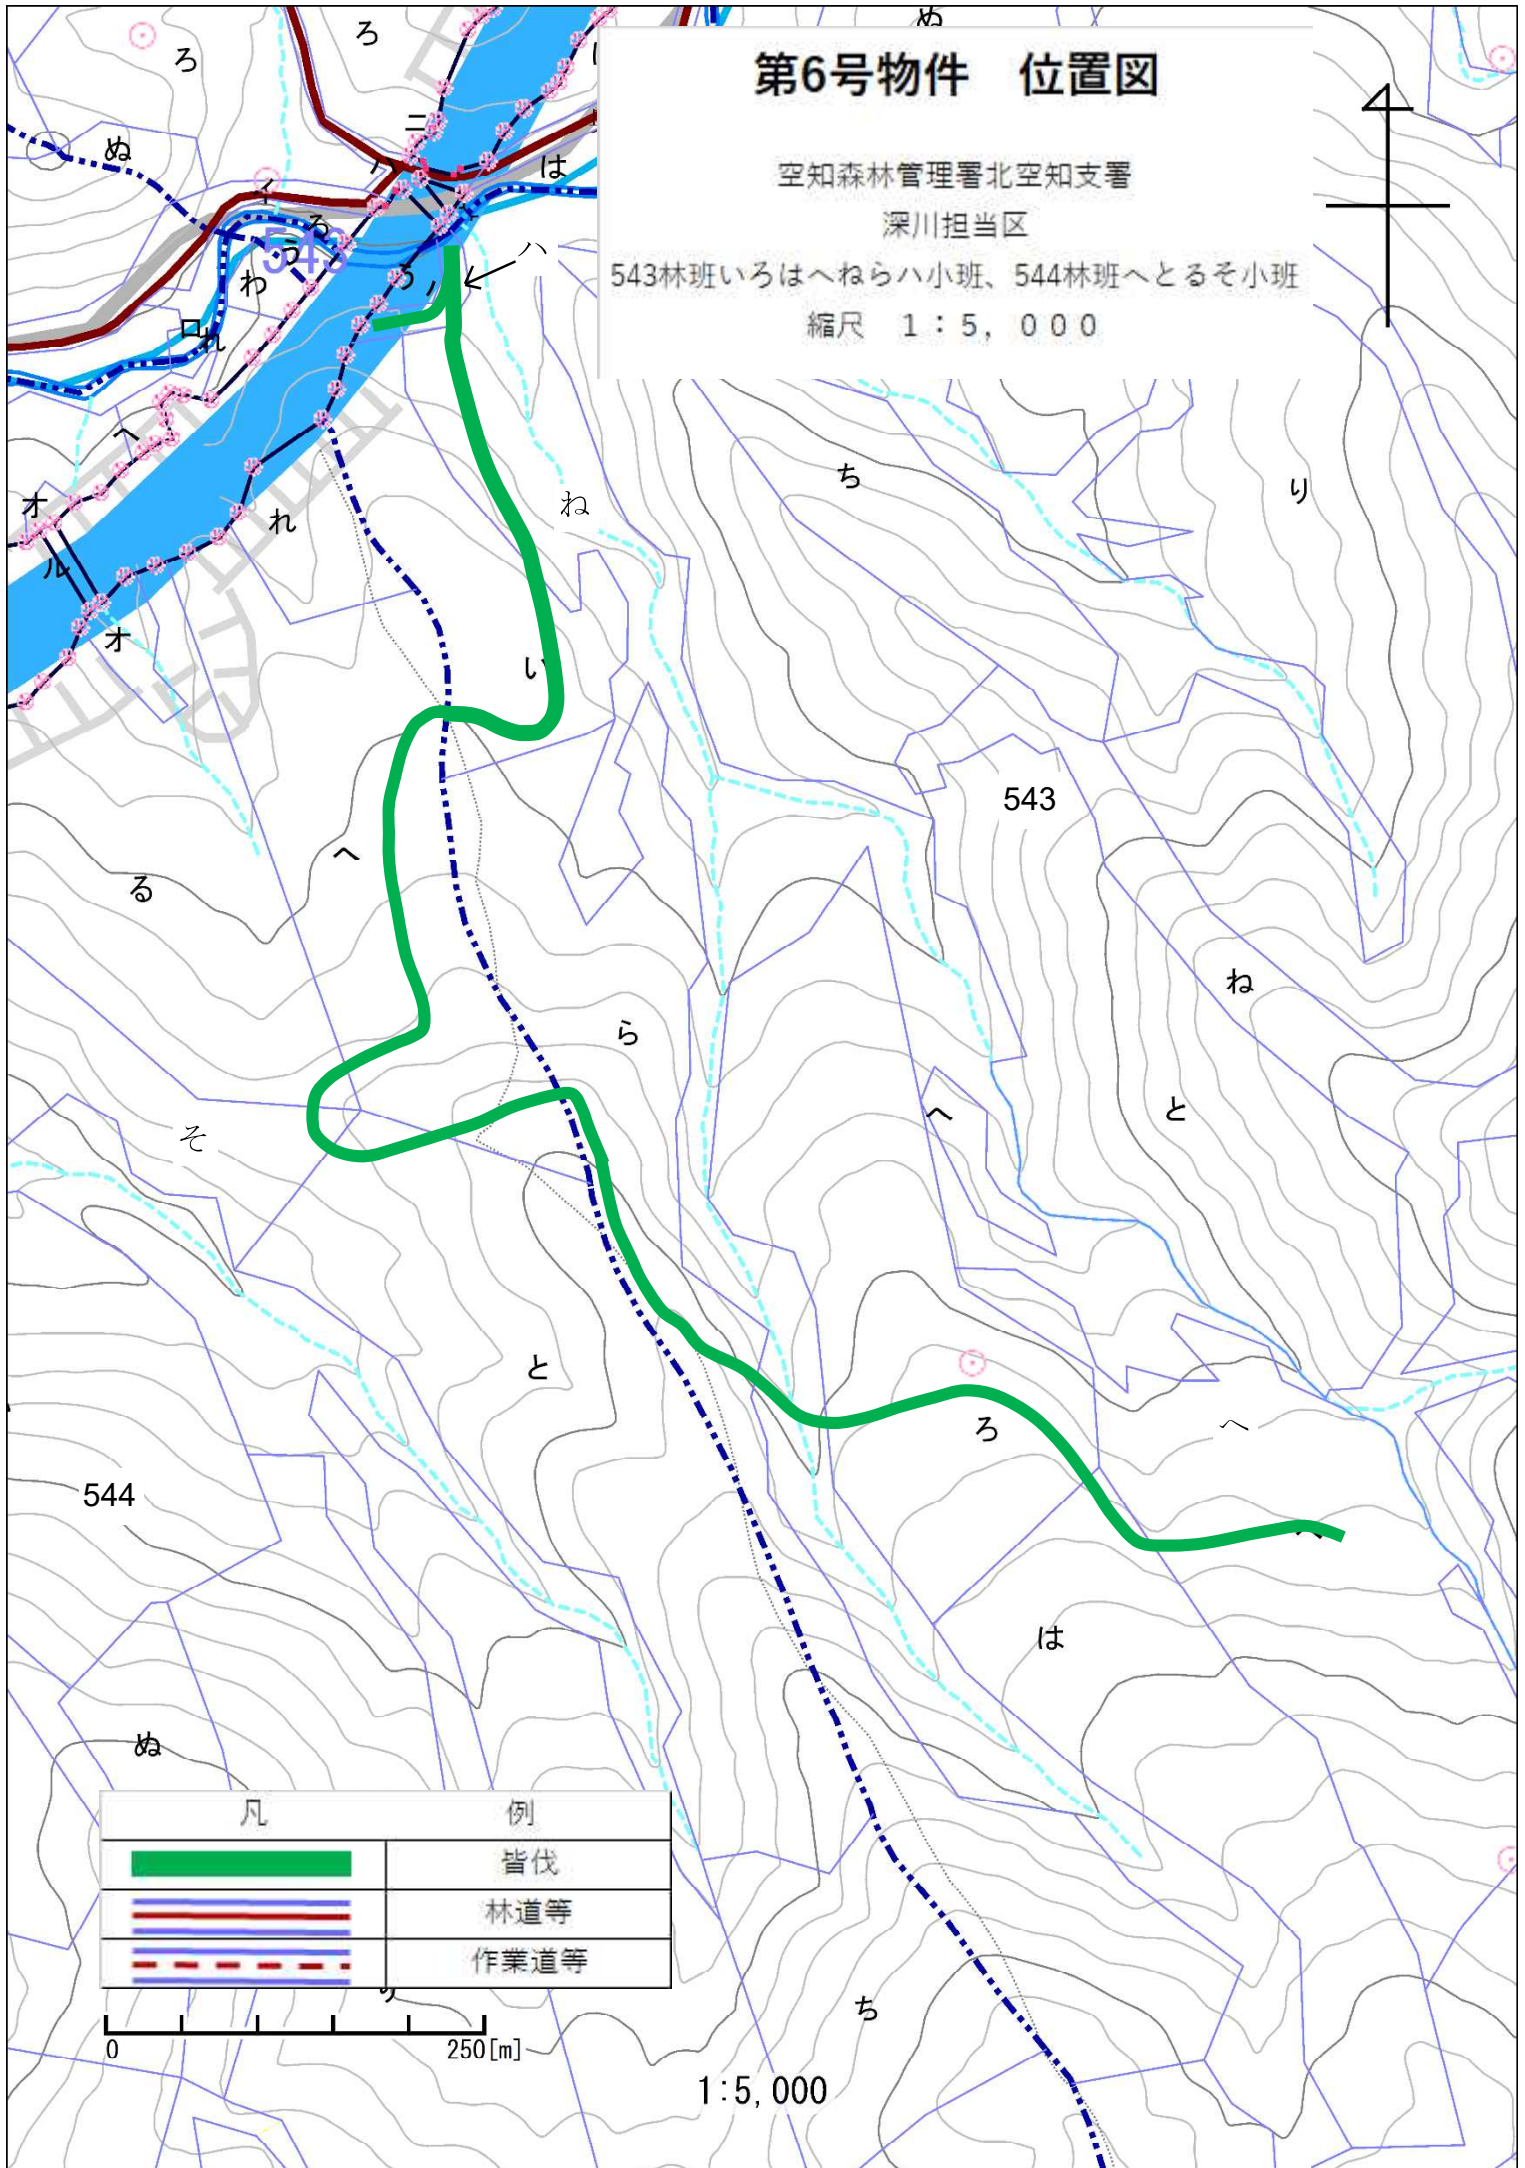 第6号物件　位置図
空知森林管理署北空知支署
深川担当区
543林班いろはへねらハ小班、544林班へとるそ小班
縮尺　１：５，０００
ぬ
ろ
ろ
ニ
ぬ
ハ
は
イ
ろ
543
う
わ
う
ハ
ロ
れ
へ
ち
り
オ
ね
れ
ル
オ
い
543
へ
る
ね
ら
へ
と
そ
と
ろ
へ
544
は
ぬ
凡　例
皆伐
林道等
作業道等
り
ち
0　250[m]
1:5,000